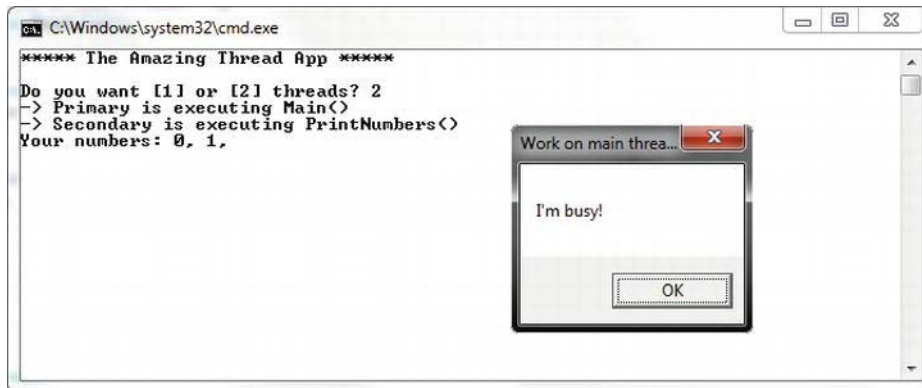 C:\Windows\system32\cmd.exe
***** The Amazing Thread App *****
Do you want [1] or [2] threads? 2
-> Primary is executing Main()
-> Secondary is executing PrintNumbers()
Your numbers: 0, 1,
Work on main threa...
I'm busy!
OK